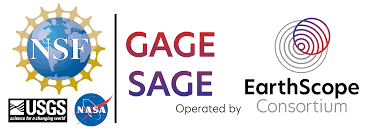 NSF
USGS
science for a changing world
NASA
GAGE
SAGE
Operated by
EarthScope
Consortium